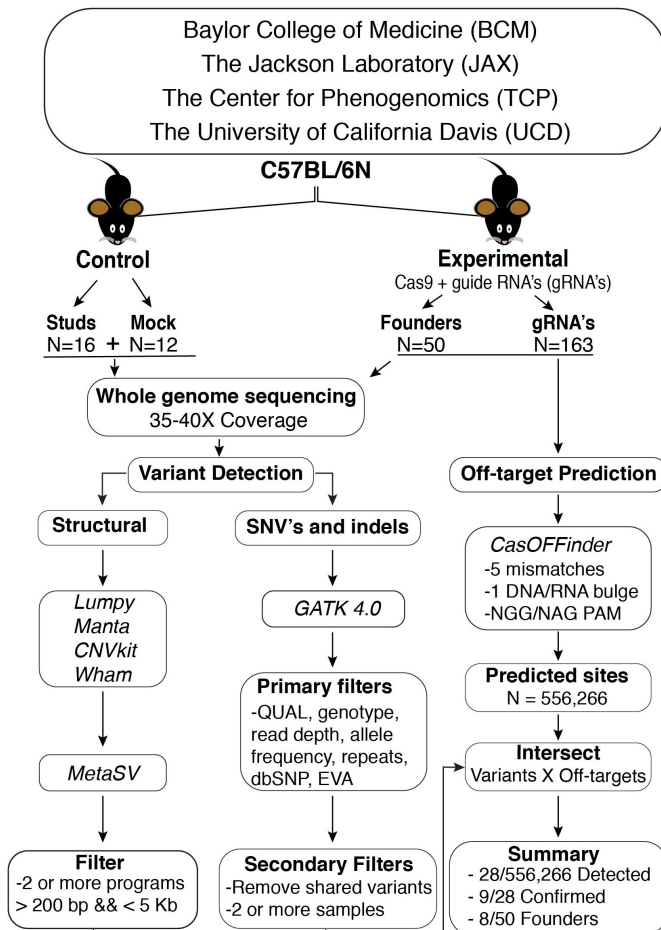 Baylor College of Medicine (BCM)
The Jackson Laboratory (JAX)
The Center for Phenogenomics (TCP)
The University of California Davis (UCD)
C57BL/6N
Control
Studs
N=16
+
Mock
N=12
Experimental
Cas9 + guide RNA's (gRNA's)
Founders
N=50
gRNA's
N=163
Whole genome sequencing
35-40X Coverage
Variant Detection
Structural
Lumpy
Manta
CNVkit
Wham
MetaSV
Filter
-2 or more programs
> 200 bp && < 5 Kb
SNV's and indels
GATK 4.0
Primary filters
-QUAL, genotype,
read depth, allele
frequency, repeats,
dbSNP, EVA
Secondary Filters
-Remove shared variants
-2 or more samples
Off-target Prediction
CasOFFinder
-5 mismatches
-1 DNA/RNA bulge
-NGG/NAG PAM
Predicted sites
N = 556,266
Intersect
Variants X Off-targets
Summary
- 28/556,266 Detected
- 9/28 Confirmed
- 8/50 Founders